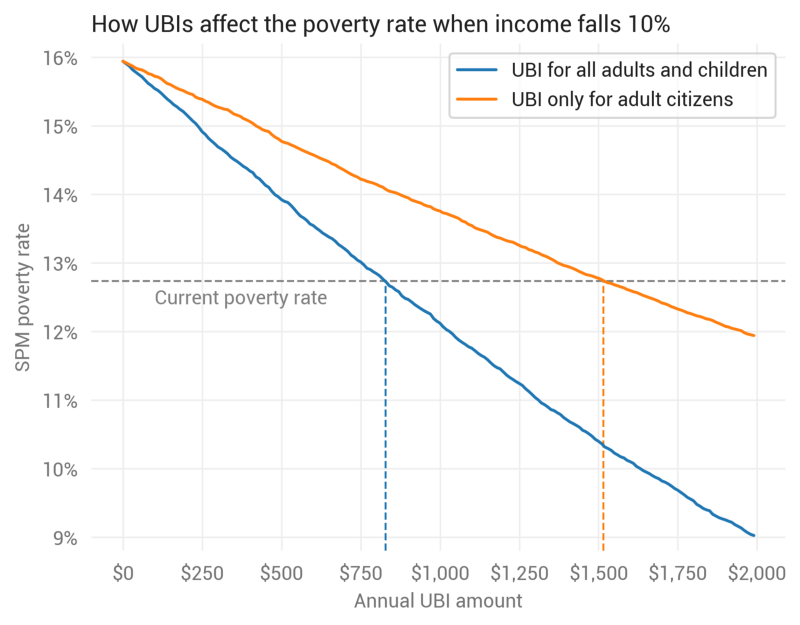 How UBIs affect the poverty rate when income falls 10%
UBI for all adults and children
UBI only for adult citizens
16%
15%
14%
13%
12%
11%
10%
9%
SPM poverty rate
Current poverty rate
$0 $250 $500 $750 $1,000 $1,250 $1,500 $1,750 $2,000
Annual UBI amount